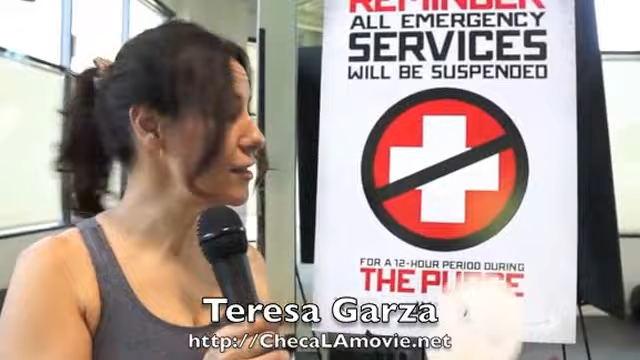 REMINDER
ALL EMERGENCY
SERVICES
WILL BE SUSPENDED
FOR A 12-HOUR PERIOD DURING
THE PURGE
Teresa Garza
http://ChecaLAmovie.net